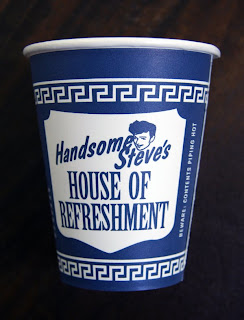 Handsome
Steve's
HOUSE OF
REFRESHMENT
BEWARE: CONTENTS PIPING HOT